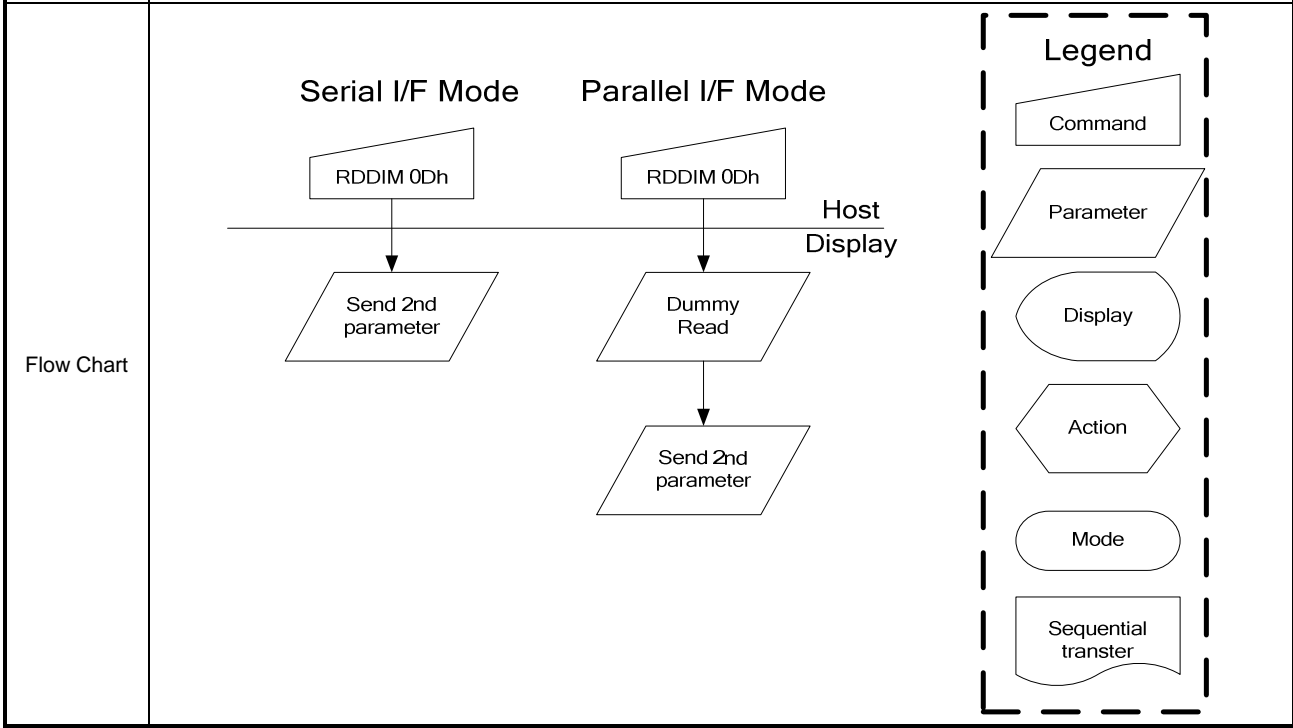 Flow Chart
Serial I/F Mode
RDDIM 0Dh
Send 2nd
parameter
Parallel I/F Mode
RDDIM 0Dh
Host
Display
Dummy
Read
Send 2nd
parameter
Legend
Command
Parameter
Display
Action
Mode
Sequential
transter